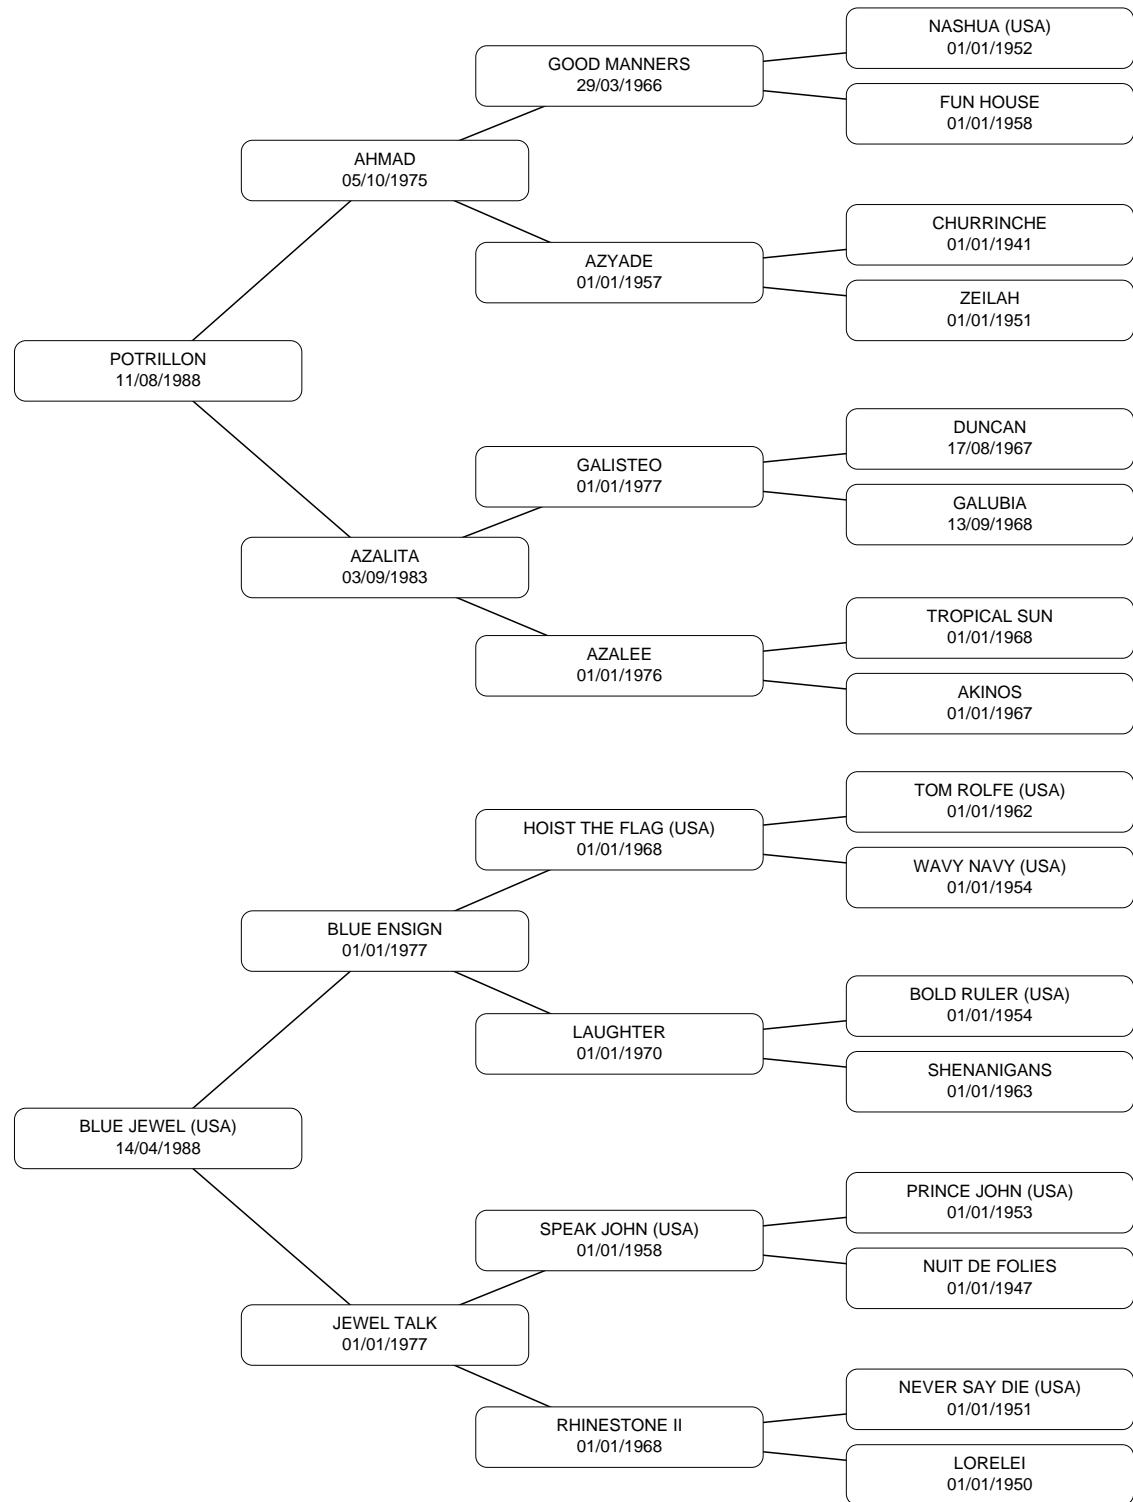 NASHUA (USA)
01/01/1952
GOOD MANNERS
29/03/1966
FUN HOUSE
01/01/1958
AHMAD
05/10/1975
CHURRINCHE
01/01/1941
AZYADE
01/01/1957
ZEILAH
01/01/1951
POTRILLON
11/08/1988
DUNCAN
17/08/1967
GALISTEO
01/01/1977
GALUBIA
13/09/1968
AZALITA
03/09/1983
TROPICAL SUN
01/01/1968
AZALEE
01/01/1976
AKINOS
01/01/1967
TOM ROLFE (USA)
01/01/1962
HOIST THE FLAG (USA)
01/01/1968
WAVY NAVY (USA)
01/01/1954
BLUE ENSIGN
01/01/1977
BOLD RULER (USA)
01/01/1954
LAUGHTER
01/01/1970
SHENANIGANS
01/01/1963
BLUE JEWEL (USA)
14/04/1988
PRINCE JOHN (USA)
01/01/1953
SPEAK JOHN (USA)
01/01/1958
NUIT DE FOLIES
01/01/1947
JEWEL TALK
01/01/1977
NEVER SAY DIE (USA)
01/01/1951
RHINESTONE II
01/01/1968
LORELEI
01/01/1950